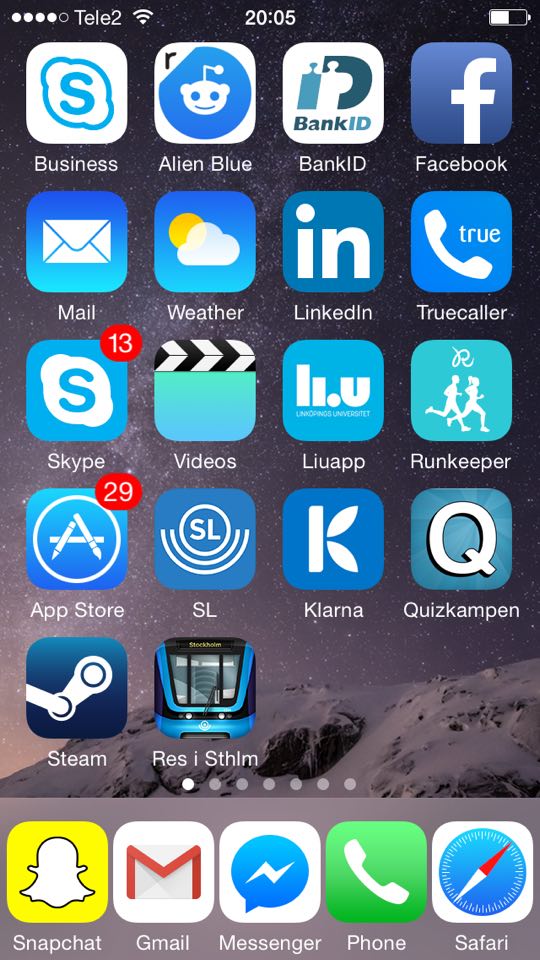 Tele2 20:05
r
BankID
Business Alien Blue BankID Facebook
in true
Mail Weather LinkedIn Truecaller
13
S
li.u
LINKÖPINGS UNIVERSITET
R
Skype Videos Liuapp Runkeeper
29
SL K Q
App Store SL Klarna Quizkampen
Stockholm
Steam Res i Sthlm
Snapchat Gmail Messenger Phone Safari